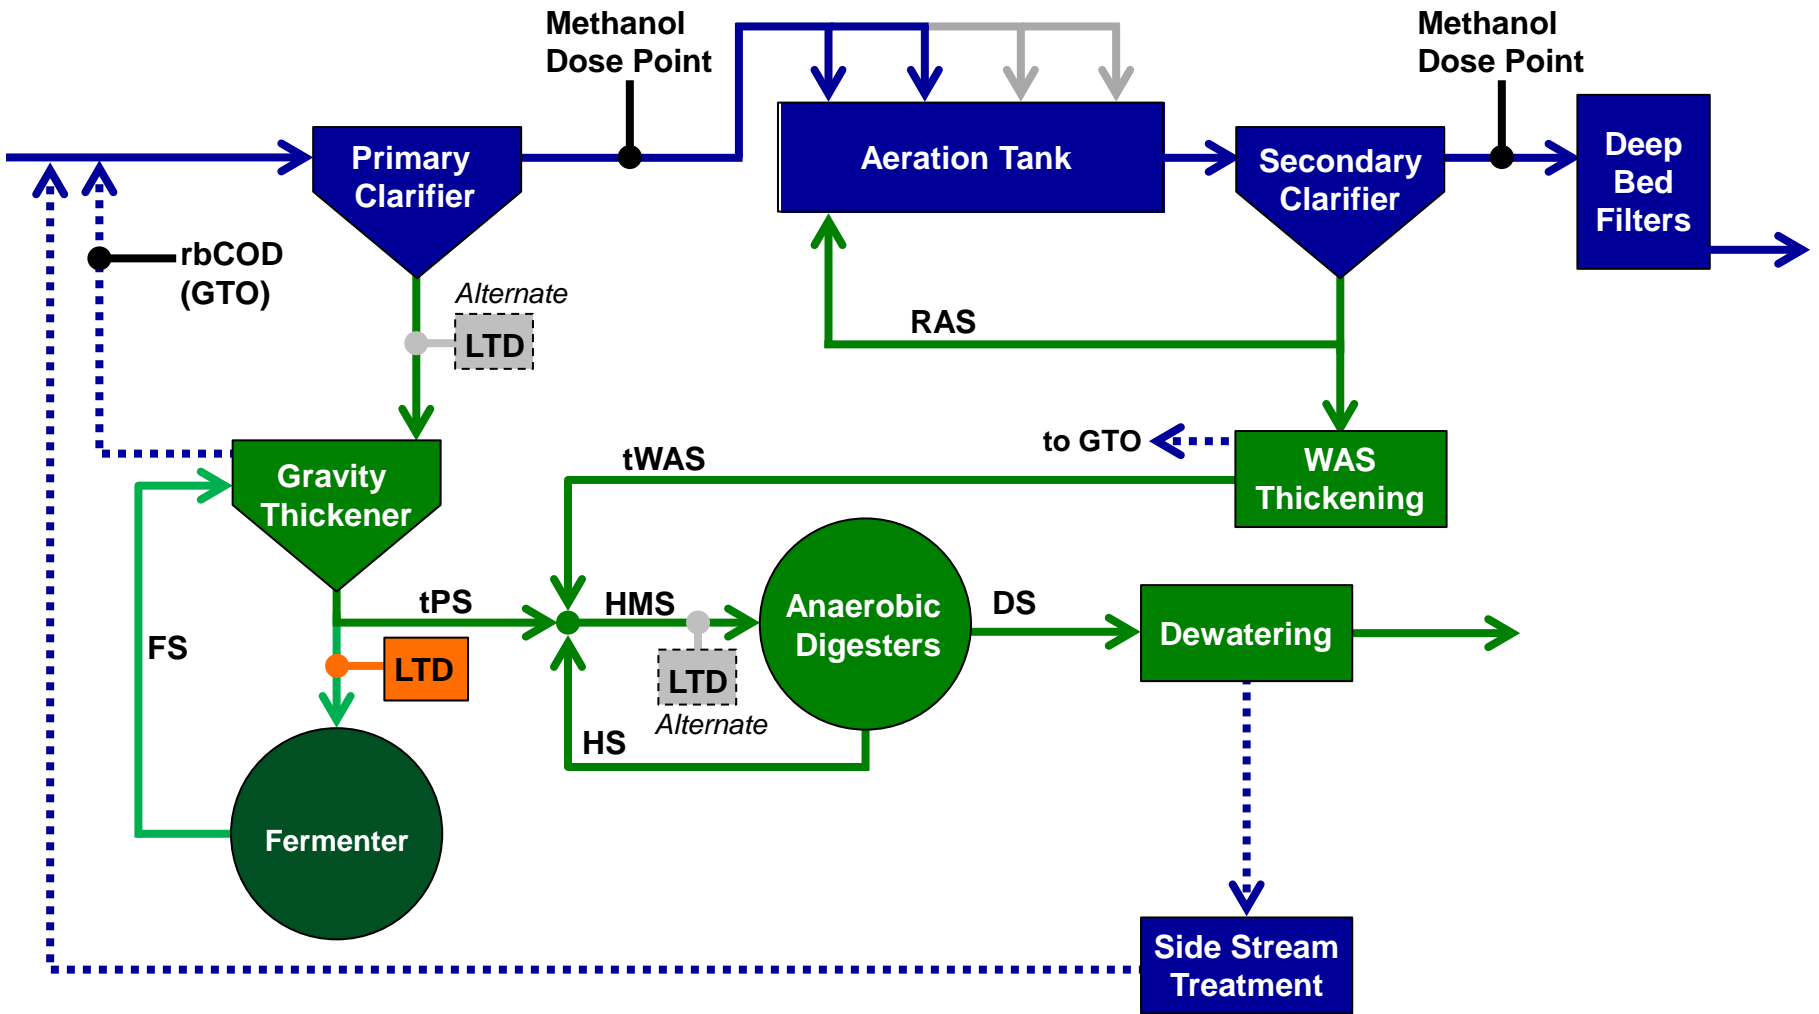 Methanol
Dose Point
Methanol
Dose Point
Primary
Clarifier
Aeration Tank
Secondary
Clarifier
Deep
Bed
Filters
rbCOD
(GTO)
Alternate
LTD
RAS
to GTO
WAS
Thickening
tWAS
Gravity
Thickener
tPS
HMS
Anaerobic
Digesters
DS
Dewatering
FS
LTD
LTD
Alternate
HS
Fermenter
Side Stream
Treatment